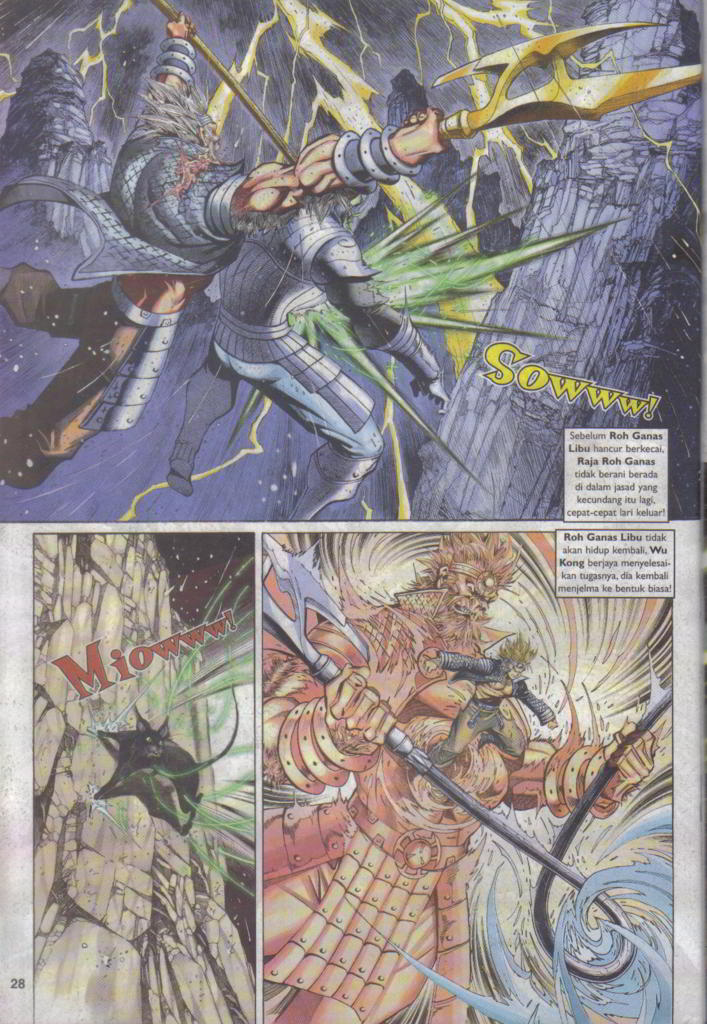 Sowww!
Sebelum Roh Ganas
Libu hancur berkecai,
Raja Roh Ganas
tidak berani berada
di dalam jasad yang
kecundang itu lagi,
cepat-cepat lari keluar!
Roh Ganas Libu tidak
akan hidup kembali, Wu
Kong berjaya menyelesai-
kan tugasnya, dia kembali
menjelma ke bentuk biasa!
Miowww!
28